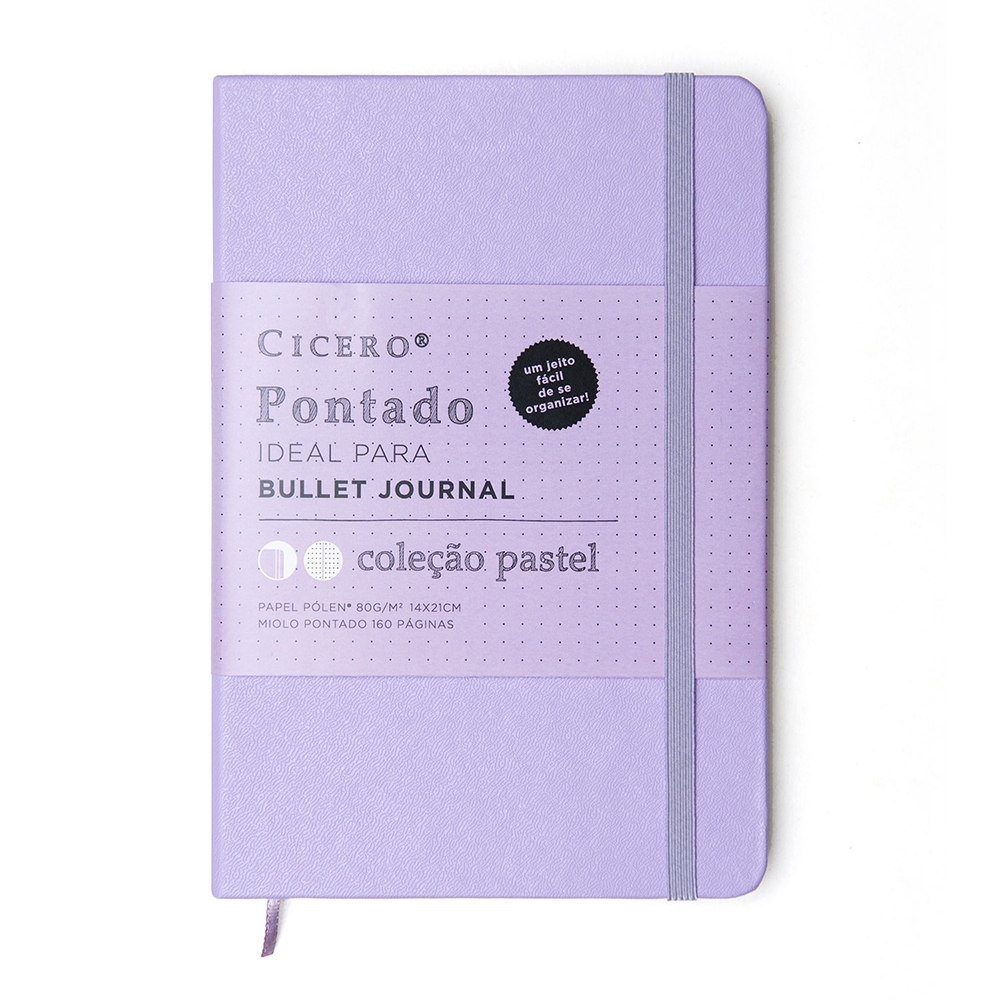 CICERO®
Pontado
IDEAL PARA
BULLET JOURNAL
um jeito
fácil
de se
organizar!
coleção pastel
PAPEL PÓLEN® 80G/M² 14X21CM
MIOLO PONTADO 160 PÁGINAS